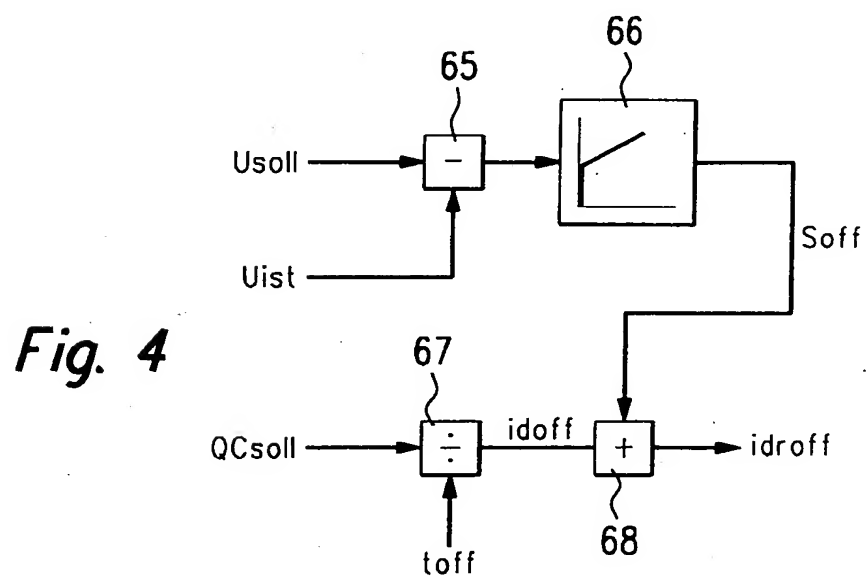 65
66
Usoll
−
Uist
Soff
Fig. 4
67
QCsoll
÷
idoff
+
idroff
toff
68